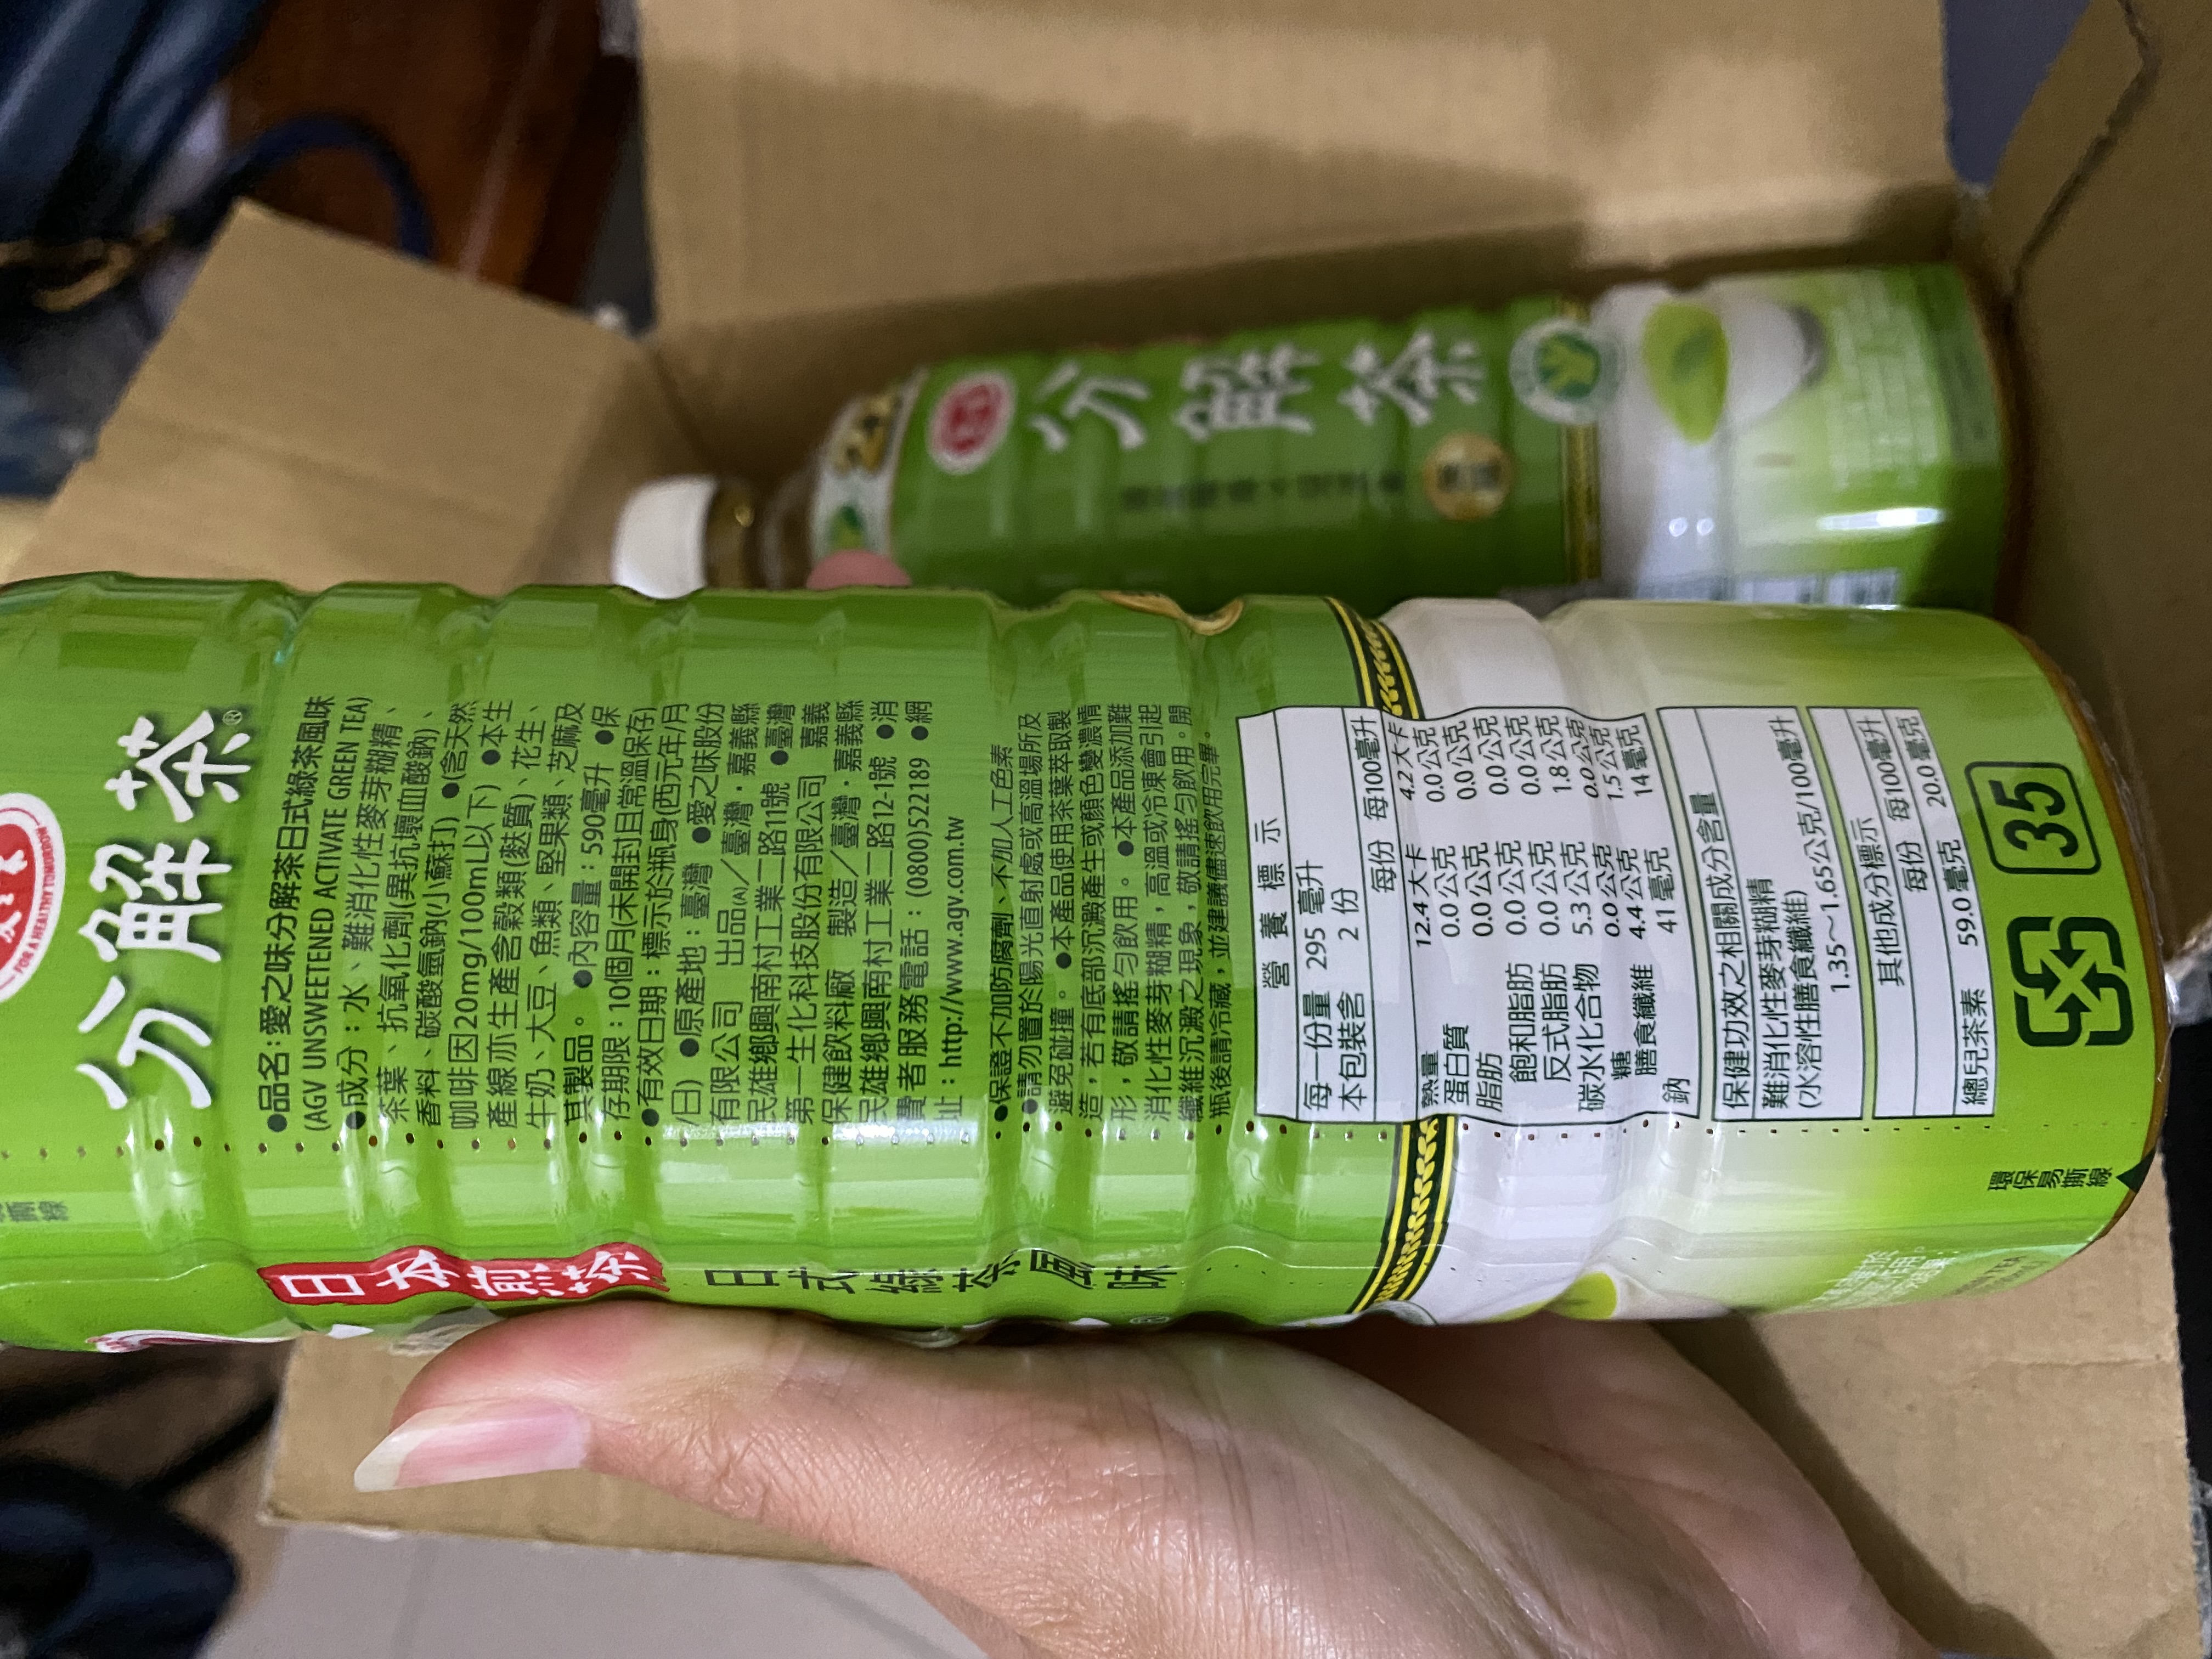 分解茶®
FOR A HEALTHY TOMORROW
●品名：愛之味分解茶日式綠茶風味
(AGV UNSWEETENED ACTIVATE GREEN TEA)
●成分：水、難消化性麥芽糊精、
茶葉、抗氧化劑(異抗壞血酸鈉)、
香料、碳酸氫鈉(小蘇打) ●(含天然
咖啡因20mg/100mL以下) ●本生
產線亦生產含穀類(麩質)、花生、
牛奶、大豆、魚類、堅果類、芝麻及
其製品。 ●內容量：590毫升 ●保
存期限：10個月(未開封且常溫保存)
●有效日期：標示於瓶身(西元年/月
/日) ●原產地：臺灣 ●愛之味股份
有限公司 出品(A)／臺灣．嘉義縣
民雄鄉興南村工業二路11號 ●臺灣
第一生化科技股份有限公司 嘉義
保健飲料廠 製造／臺灣．嘉義縣
民雄鄉興南村工業二路12-1號 ●消
費者服務電話：(0800)522189 ●網
址：http://www.agv.com.tw
●保證不加防腐劑、不加人工色素
●請勿置於陽光直射處或高溫場所及
避免碰撞。 ●本產品使用茶葉萃取製
造，若有底部沉澱產生或顏色變濃情
形，敬請搖勻飲用。 ●本產品添加難
消化性麥芽糊精，高溫或冷凍會引起
纖維沉澱之現象，敬請搖勻飲用。開
瓶後請冷藏，並建議儘速飲用完畢。
營養標示
每一份量 295 毫升
本包裝含 2 份
每份 每100毫升
熱量 12.4 大卡 4.2 大卡
蛋白質 0.0 公克 0.0 公克
脂肪 0.0 公克 0.0 公克
飽和脂肪 0.0 公克 0.0 公克
反式脂肪 0.0 公克 0.0 公克
碳水化合物 5.3 公克 1.8 公克
糖 0.0 公克 0.0 公克
膳食纖維 4.4 公克 1.5 公克
鈉 41 毫克 14 毫克
保健功效之相關成分含量
難消化性麥芽糊精
(水溶性膳食纖維)
1.35～1.65公克/100毫升
其他成分標示
每份 每100毫升
總兒茶素 59.0 毫克 20.0 毫克
35
環保易撕線
日本煎茶
日式綠茶風味
分解茶